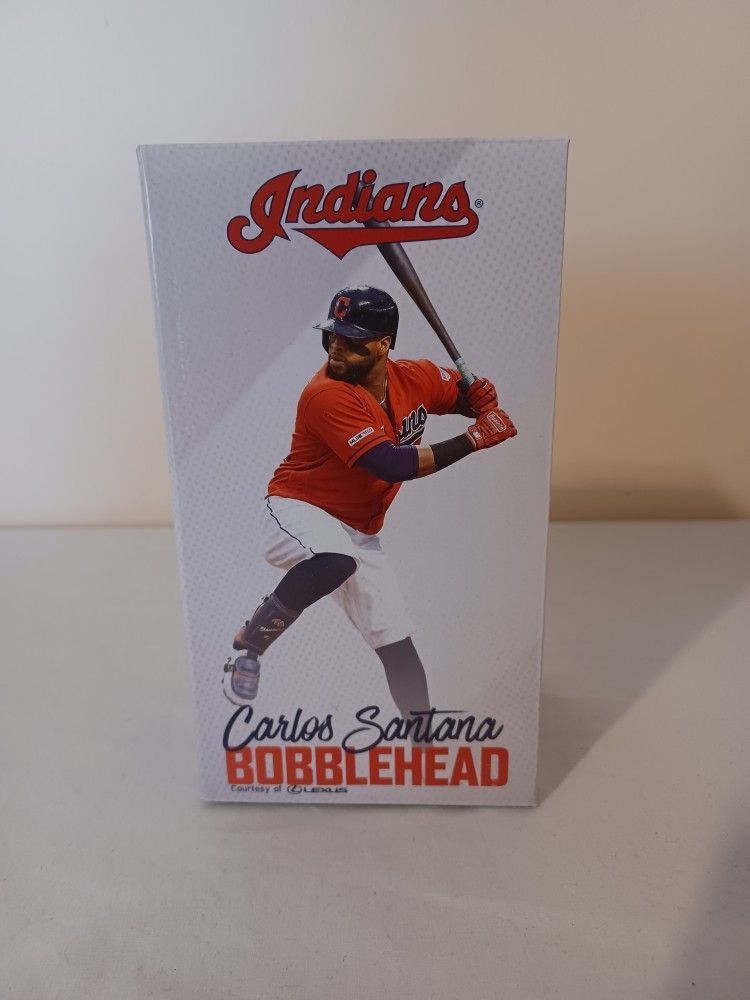 Indians®
C
Carlos Santana
BOBBLEHEAD
Courtesy of LEXUS